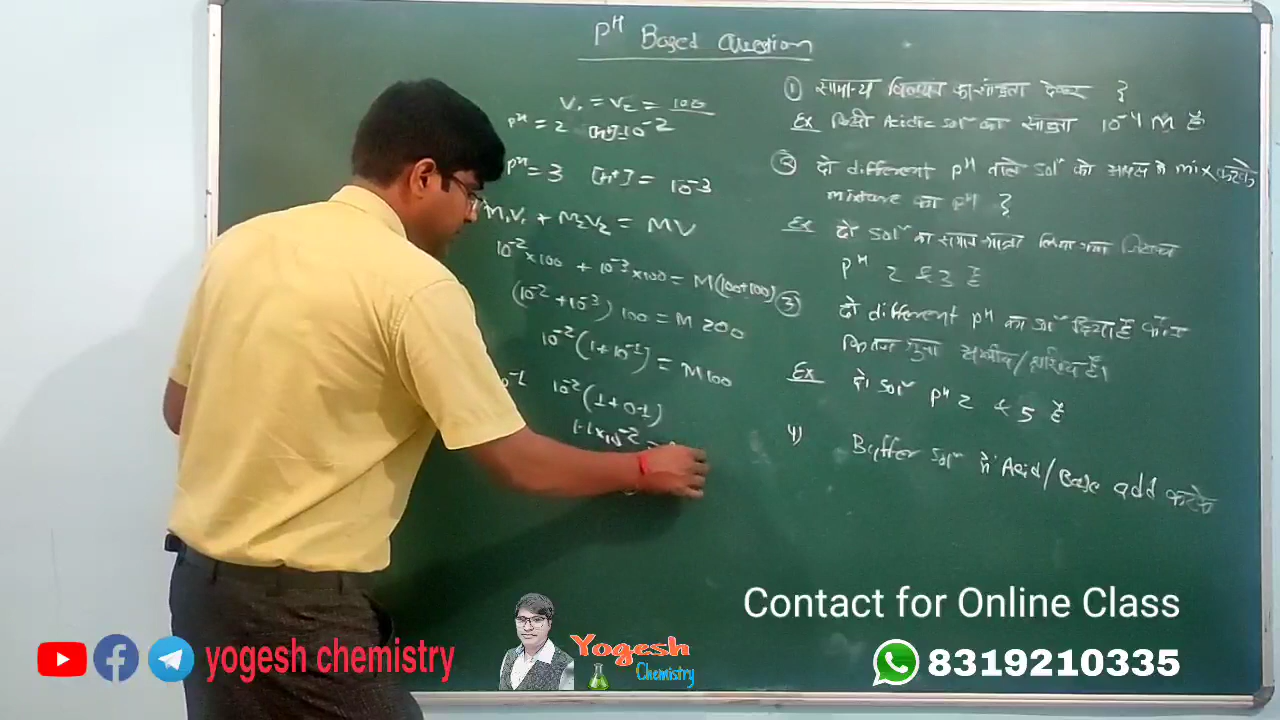 pH Based Question
V₁ = V₂ = 100
pH = 2 [H⁺]=10⁻²
pH = 3 [H⁺] = 10⁻³
M₁V₁ + M₂V₂ = MV
10⁻²×100 + 10⁻³×100 = M(100+100)
(10⁻² + 10⁻³) 100 = M 200
10⁻²(1+10⁻¹) = M 100
10⁻²(1+0.1)
1.1×10⁻² =
① सामान्य विलयन का सांद्रता देकर ?
Ex किसी Acidic solⁿ का सांद्रता 10⁻⁴ M है
② दो different pH वाले solⁿ को आपस में mix करके
mixture का pH ?
Ex दो solⁿ का समान मात्रा लिया गया जिसका
pH 2 & 3 है
③ दो different pH का solⁿ दिया है कौन
कितना गुना अम्लीय/क्षारीय है।
Ex दो solⁿ pH 2 & 5 है
4) Buffer solⁿ में Acid/Base add करके
Contact for Online Class
8319210335
yogesh chemistry
Yogesh
Chemistry